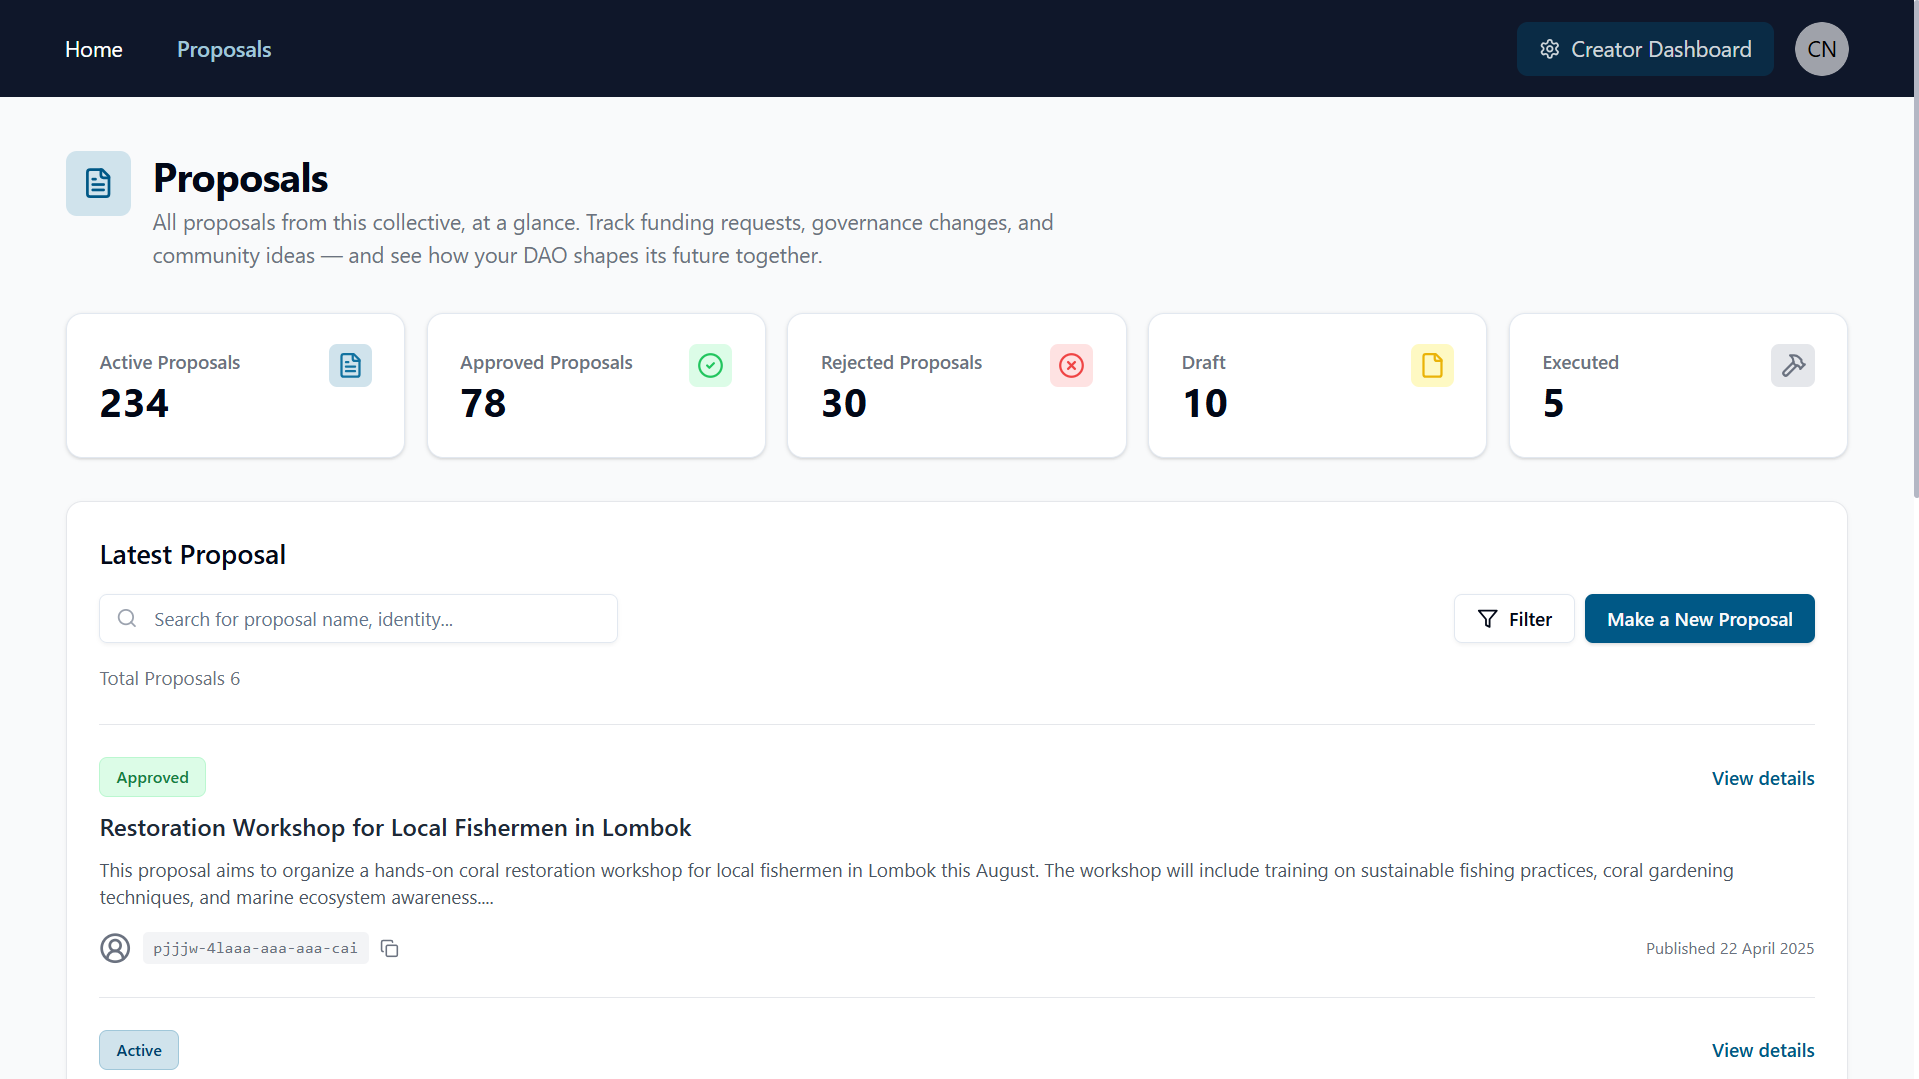 Home
Proposals
Creator Dashboard
CN
Proposals
All proposals from this collective, at a glance. Track funding requests, governance changes, and
community ideas — and see how your DAO shapes its future together.
Active Proposals
234
Approved Proposals
78
Rejected Proposals
30
Draft
10
Executed
5
Latest Proposal
Search for proposal name, identity...
Filter
Make a New Proposal
Total Proposals 6
Approved
View details
Restoration Workshop for Local Fishermen in Lombok
This proposal aims to organize a hands-on coral restoration workshop for local fishermen in Lombok this August. The workshop will include training on sustainable fishing practices, coral gardening
techniques, and marine ecosystem awareness....
pjjjw-4laaa-aaa-aaa-cai
Published 22 April 2025
Active
View details